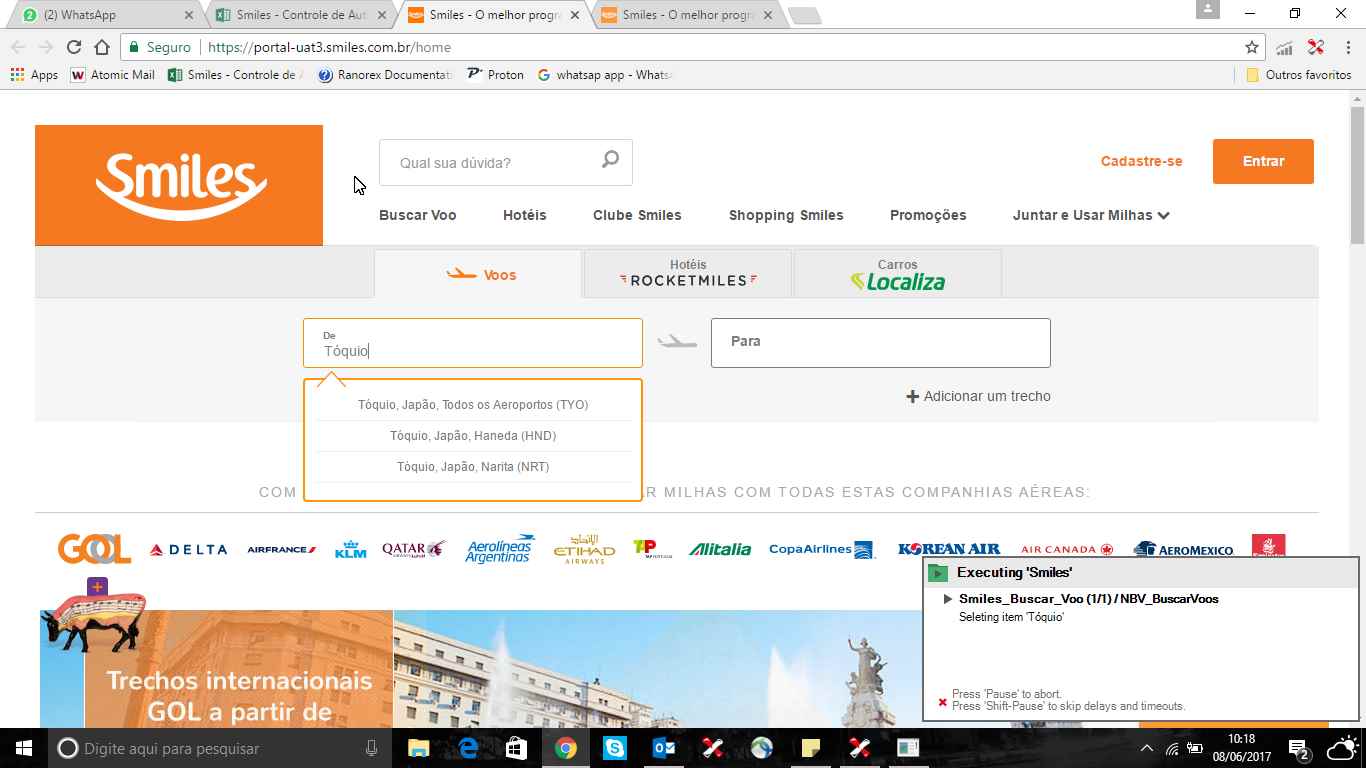 (2) WhatsApp
Smiles - Controle de Aut
Smiles - O melhor progr
Smiles - O melhor progr
Seguro
https://portal-uat3.smiles.com.br/home
Apps
Atomic Mail
Smiles - Controle de A
Ranorex Documentat
Proton
whatsap app - Whats
Outros favoritos
Smiles
Qual sua dúvida?
Cadastre-se
Entrar
Buscar Voo
Hotéis
Clube Smiles
Shopping Smiles
Promoções
Juntar e Usar Milhas
Voos
Hotéis
ROCKETMILES
Carros
Localiza
De
Tóquio
Para
Adicionar um trecho
Tóquio, Japão, Todos os Aeroportos (TYO)
Tóquio, Japão, Haneda (HND)
Tóquio, Japão, Narita (NRT)
COM
AR MILHAS COM TODAS ESTAS COMPANHIAS AÉREAS:
GOL
DELTA
AIRFRANCE
KLM
QATAR
Aerolíneas Argentinas
ETIHAD AIRWAYS
TAP
Alitalia
CopaAirlines
KOREAN AIR
AIR CANADA
AEROMEXICO
Trechos internacionais
GOL a partir de
Executing 'Smiles'
Smiles_Buscar_Voo (1/1) / NBV_BuscarVoos
Seleting item 'Tóquio'
Press 'Pause' to abort.
Press 'Shift-Pause' to skip delays and timeouts.
Digite aqui para pesquisar
10:18
08/06/2017
2